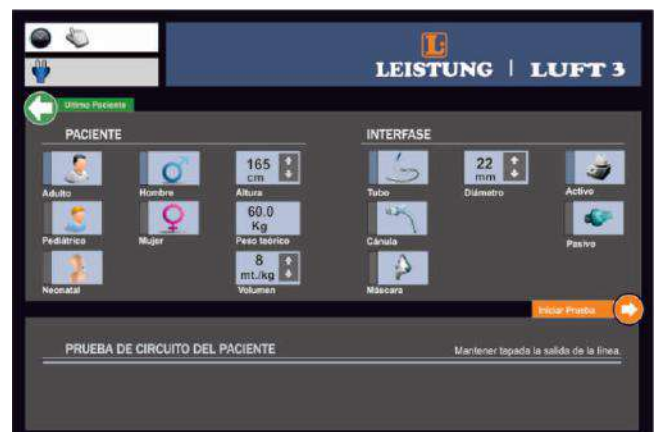 L
LEISTUNG | LUFT 3
Ultimo Paciente
PACIENTE
INTERFASE
165
cm
22
mm
Adulto
Hombre
Altura
Tubo
Diámetro
Activo
60.0
Kg
Pediátrico
Mujer
Peso teórico
Cánula
Pasivo
8
mt./kg
Neonatal
Volumen
Máscara
Iniciar Prueba
PRUEBA DE CIRCUITO DEL PACIENTE
Mantener tapada la salida de la línea.